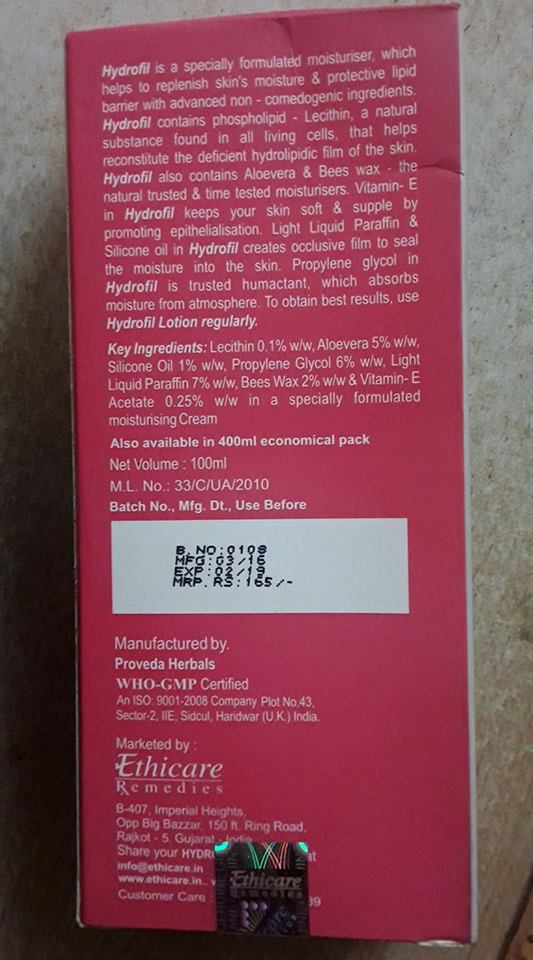 Hydrofil is a specially formulated moisturiser, which
helps to replenish skin's moisture & protective lipid
barrier with advanced non - comedogenic ingredients.
Hydrofil contains phospholipid - Lecithin, a natural
substance found in all living cells, that helps
reconstitute the deficient hydrolipidic film of the skin.
Hydrofil also contains Aloevera & Bees wax - the
natural trusted & time tested moisturisers. Vitamin- E
in Hydrofil keeps your skin soft & supple by
promoting epithelialisation. Light Liquid Paraffin &
Silicone oil in Hydrofil creates occlusive film to seal
the moisture into the skin. Propylene glycol in
Hydrofil is trusted humactant, which absorbs
moisture from atmosphere. To obtain best results, use
Hydrofil Lotion regularly.
Key Ingredients: Lecithin 0.1% w/w, Aloevera 5% w/w,
Silicone Oil 1% w/w, Propylene Glycol 6% w/w, Light
Liquid Paraffin 7% w/w, Bees Wax 2% w/w & Vitamin- E
Acetate 0.25% w/w in a specially formulated
moisturising Cream
Also available in 400ml economical pack
Net Volume : 100ml
M.L. No.: 33/C/UA/2010
Batch No., Mfg. Dt., Use Before
B.NO:0108
MFG:03/16
EXP:02/19
MRP. RS:165/-
Manufactured by.
Proveda Herbals
WHO-GMP Certified
An ISO: 9001-2008 Company Plot No.43,
Sector-2, IIE, Sidcul, Haridwar (U.K.) India.
Marketed by :
Ethicare
Remedies
B-407, Imperial Heights,
Opp Big Bazzar, 150 ft. Ring Road,
Rajkot - 5. Gujarat - India
Share your HYDR at
info@ethicare.in
www.ethicare.in
Customer Care : 39
Ethicare
Remedies